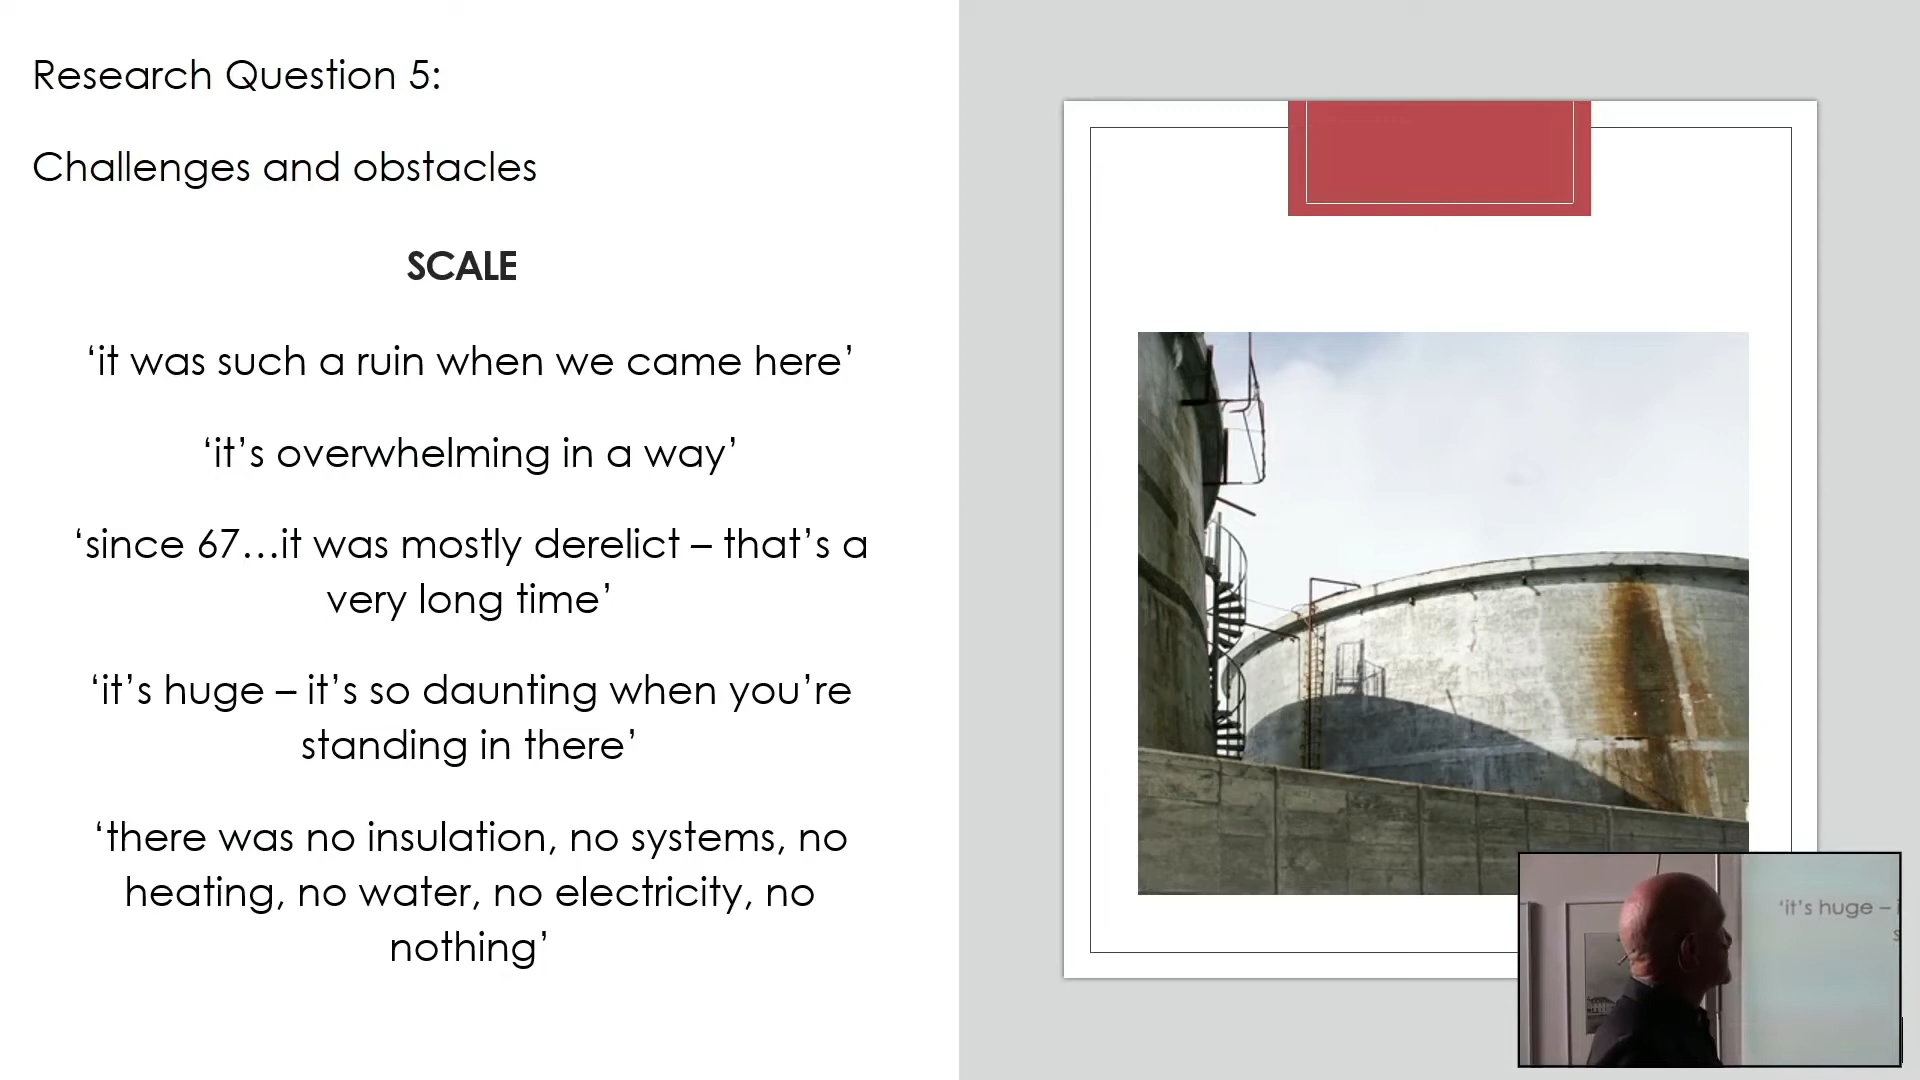 Research Question 5:
Challenges and obstacles
SCALE
‘it was such a ruin when we came here’
‘it’s overwhelming in a way’
‘since 67…it was mostly derelict – that’s a
very long time’
‘it’s huge – it’s so daunting when you’re
standing in there’
‘there was no insulation, no systems, no
heating, no water, no electricity, no
nothing’
‘it’s huge –